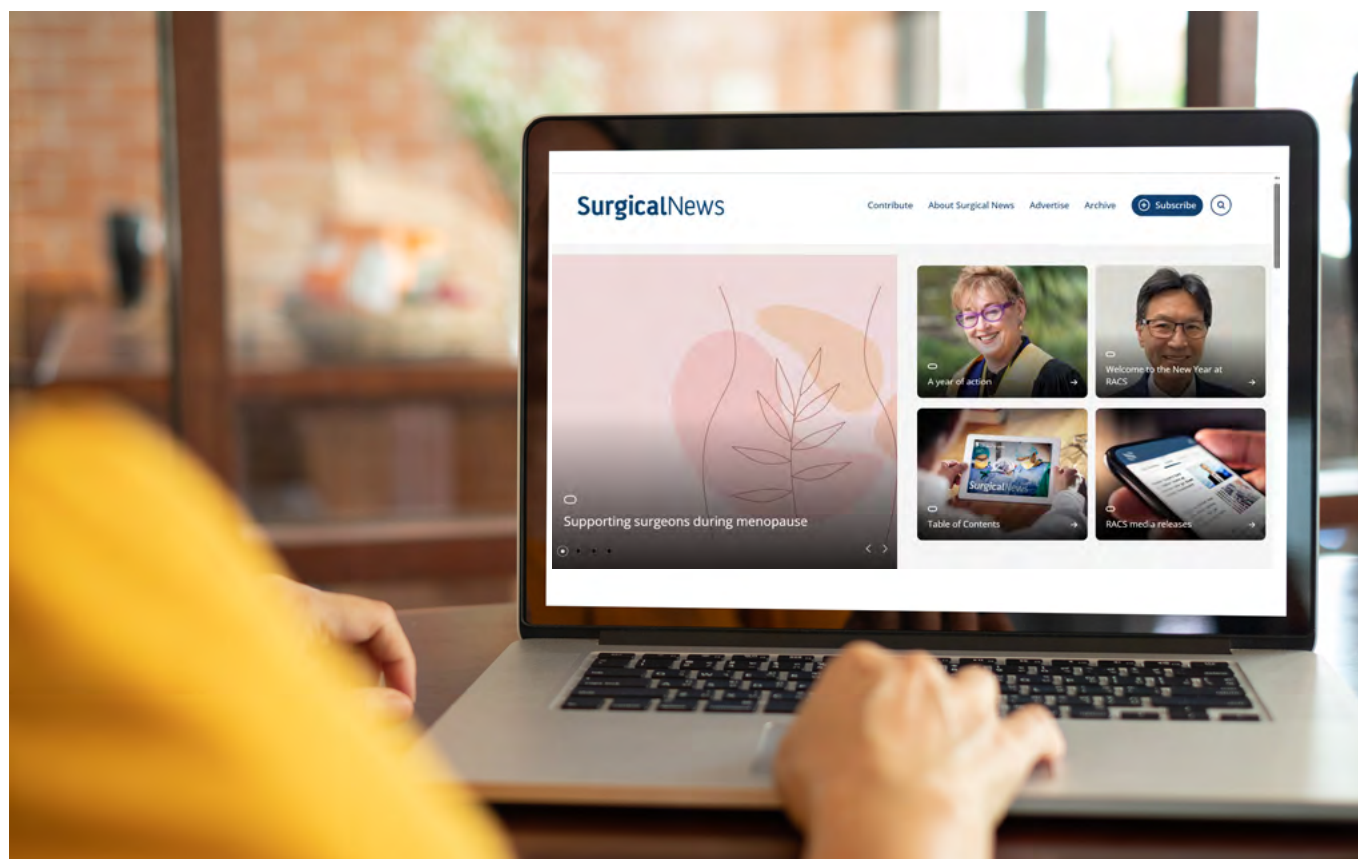 SurgicalNews
Contribute
About Surgical News
Advertise
Archive
Subscribe
Supporting surgeons during menopause
A year of action
Welcome to the New Year at
RACS
SurgicalNews
Table of Contents
RACS media releases